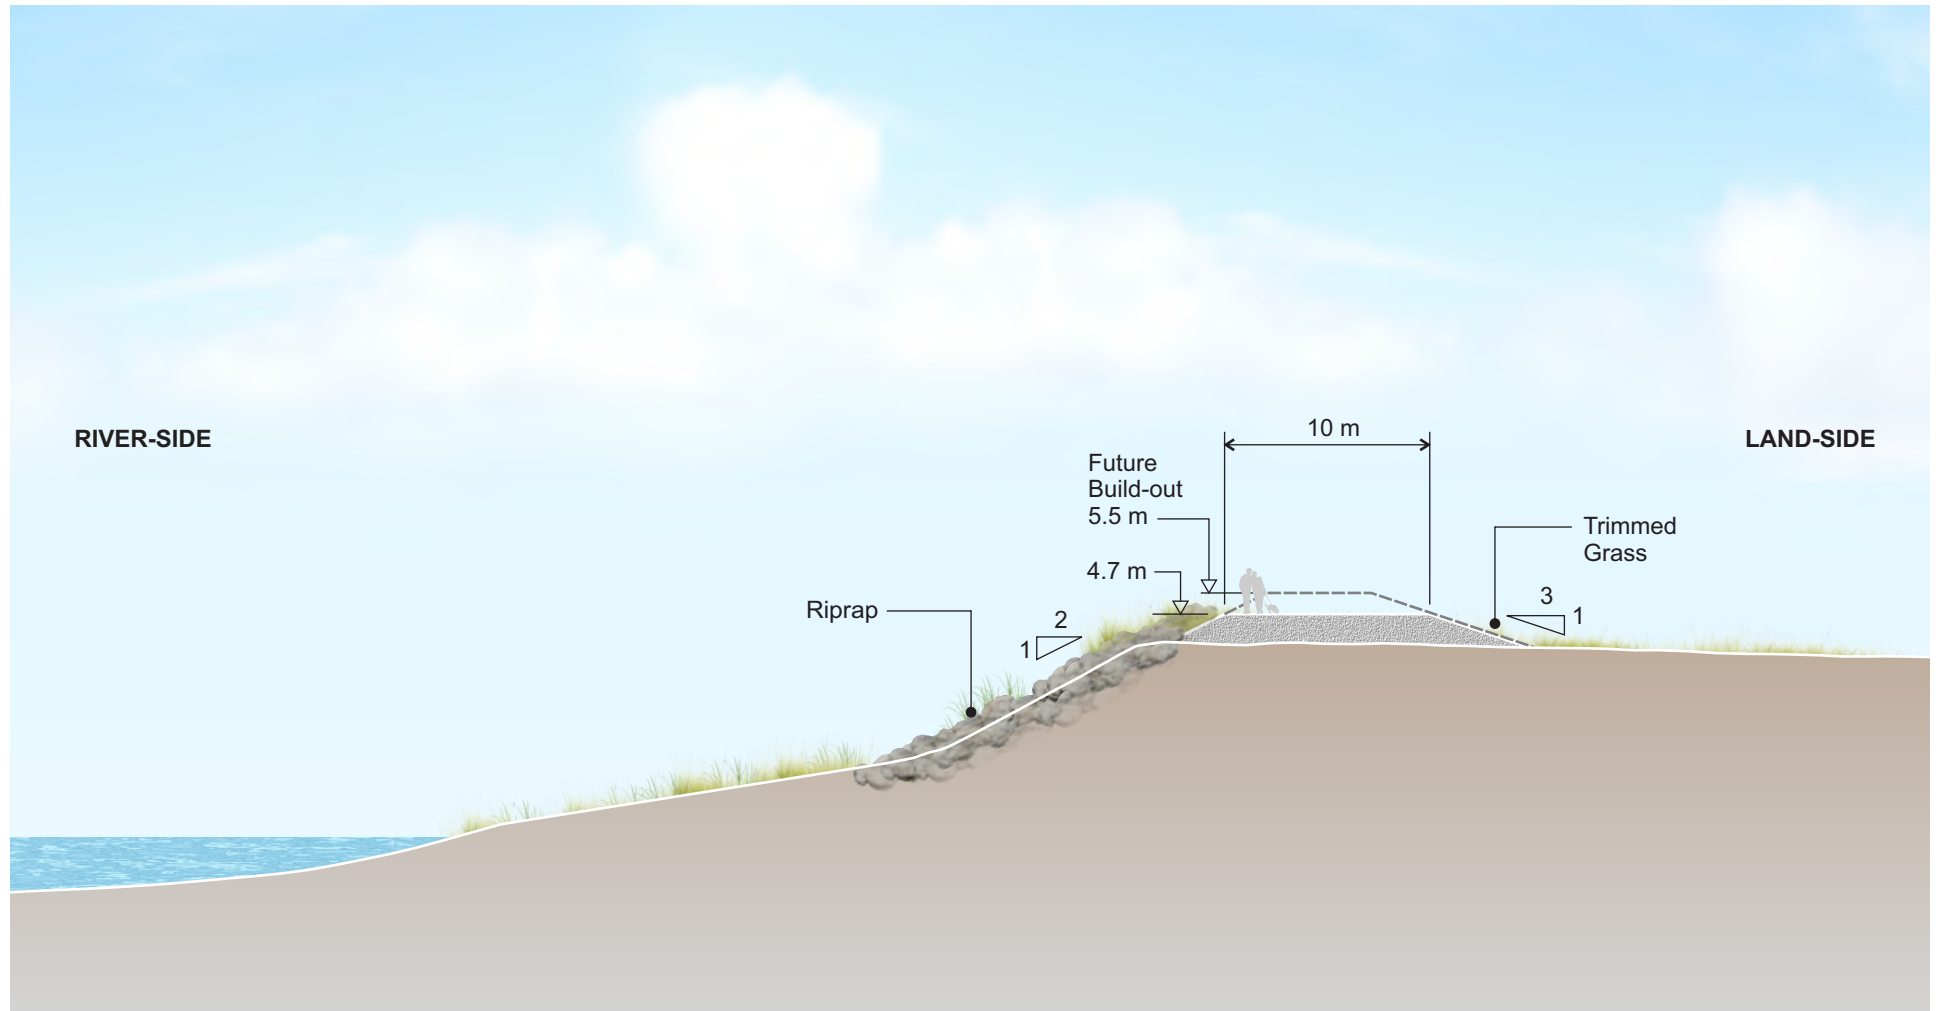 RIVER-SIDE
LAND-SIDE
10 m
Future
Build-out
5.5 m
4.7 m
Trimmed
Grass
3
1
Riprap
2
1